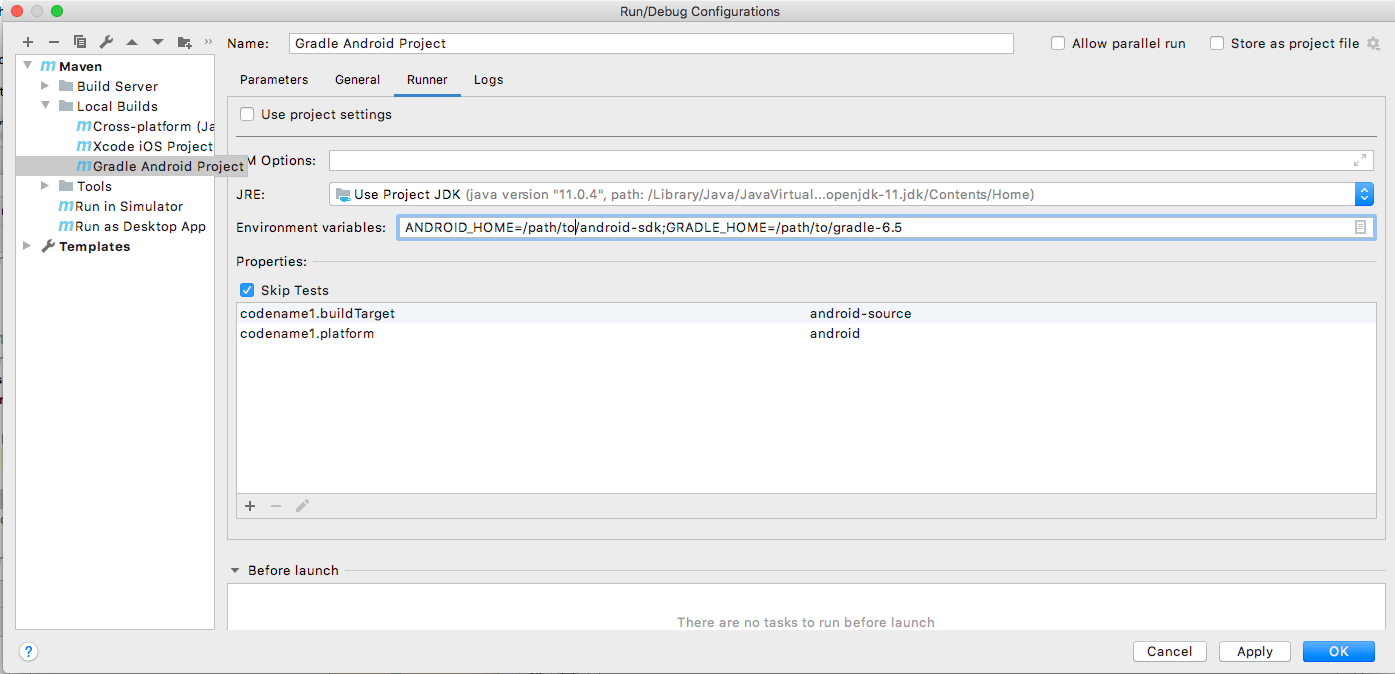 Run/Debug Configurations
Name: Gradle Android Project Allow parallel run Store as project file
Maven
Build Server
Local Builds
Cross-platform (Ja
Xcode iOS Project
Gradle Android Project
Tools
Run in Simulator
Run as Desktop App
Templates
Parameters General Runner Logs
Use project settings
M Options:
JRE: Use Project JDK (java version "11.0.4", path: /Library/Java/JavaVirtual...openjdk-11.jdk/Contents/Home)
Environment variables: ANDROID_HOME=/path/to/android-sdk;GRADLE_HOME=/path/to/gradle-6.5
Properties:
Skip Tests
codename1.buildTarget android-source
codename1.platform android
Before launch
There are no tasks to run before launch
? Cancel Apply OK